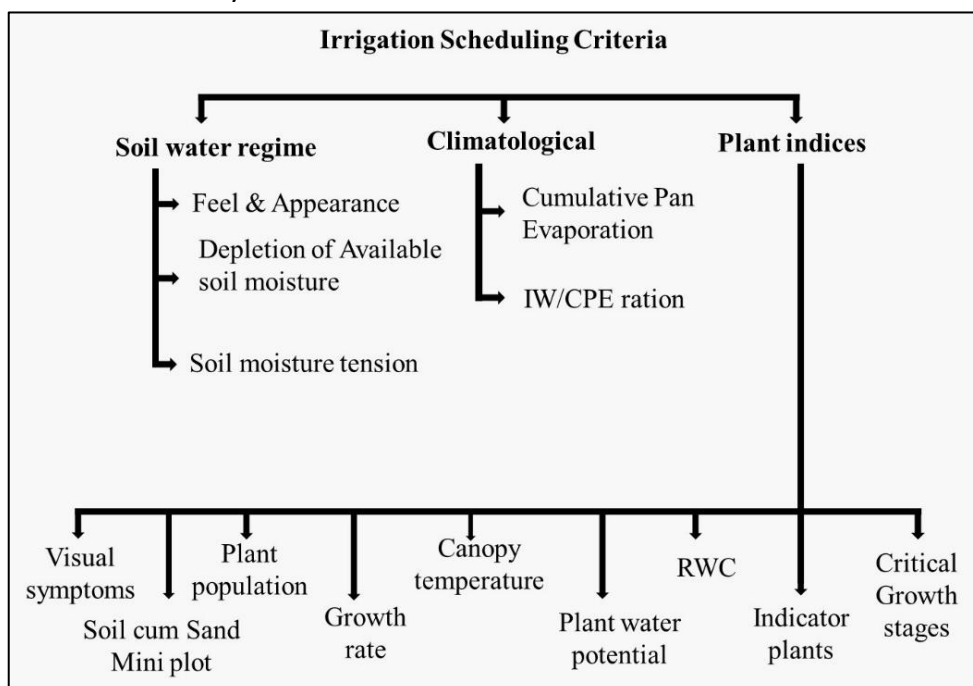 Irrigation Scheduling Criteria
Soil water regime
Feel & Appearance
Depletion of Available
soil moisture
Soil moisture tension
Climatological
Cumulative Pan
Evaporation
IW/CPE ration
Plant indices
Visual
symptoms
Soil cum Sand
Mini plot
Plant
population
Growth
rate
Canopy
temperature
Plant water
potential
RWC
Indicator
plants
Critical
Growth
stages